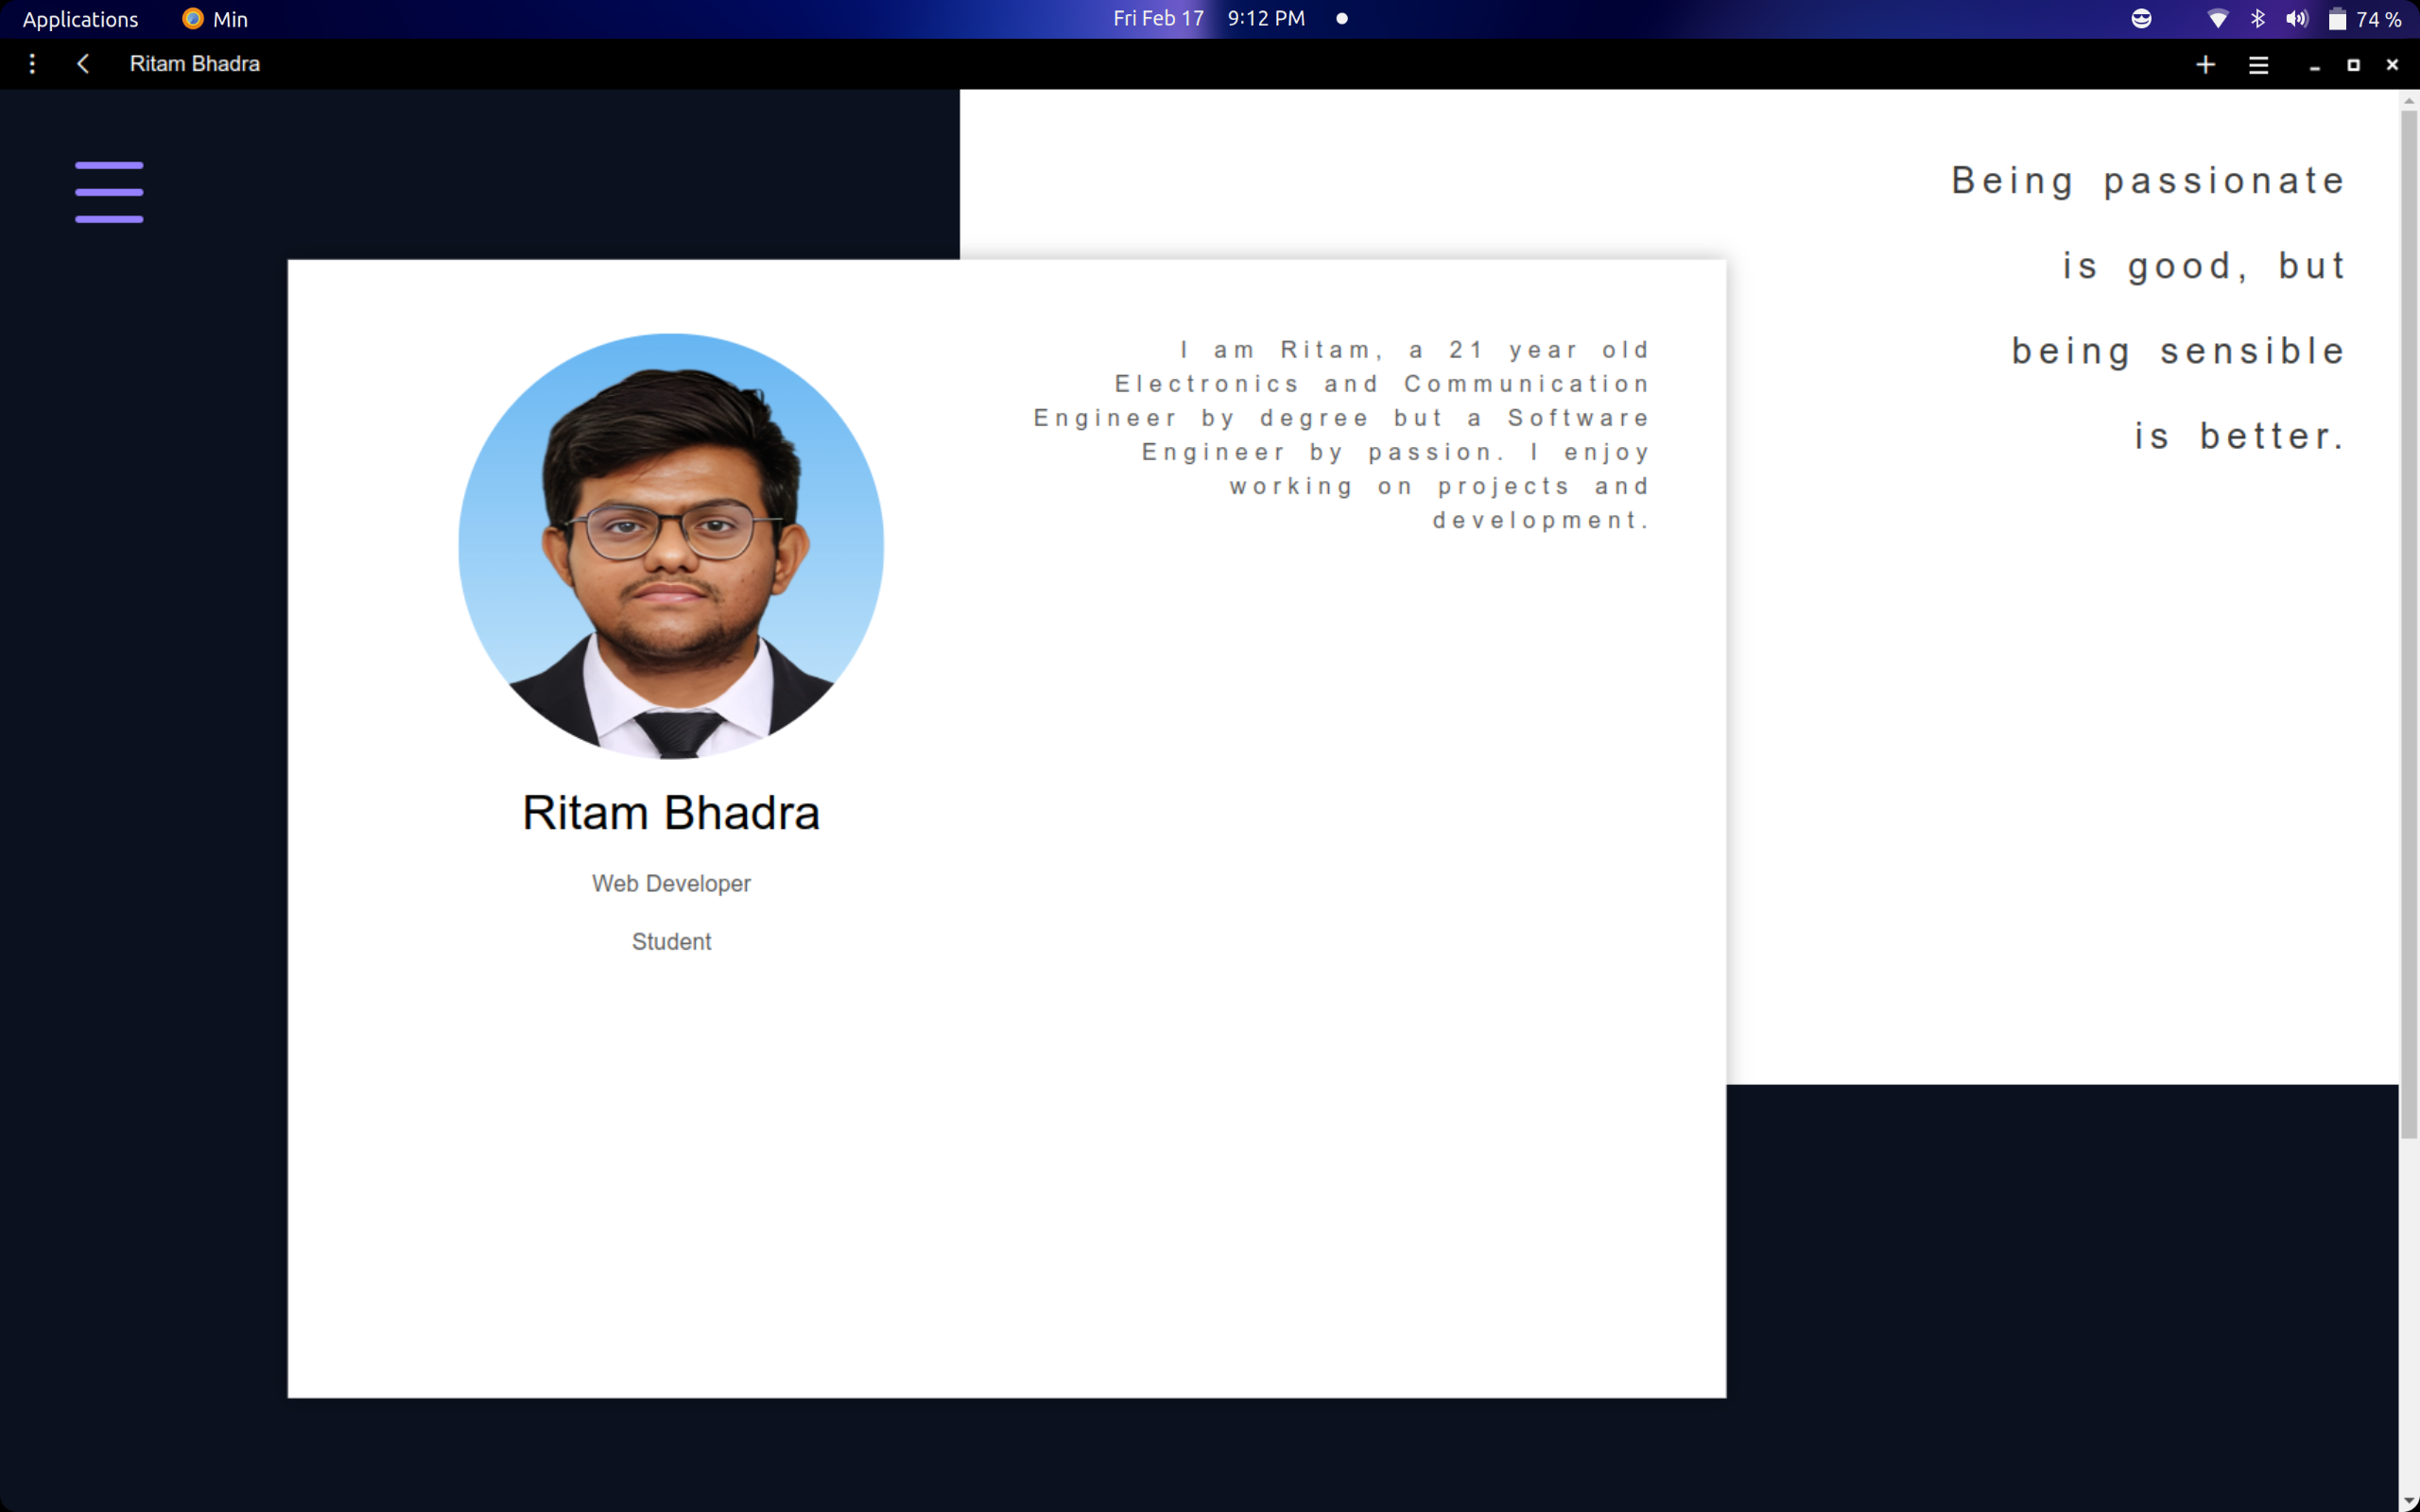 Applications Min Fri Feb 17 9:12 PM 74 %
Ritam Bhadra
Being passionate
is good, but
being sensible
is better.
I am Ritam, a 21 year old
Electronics and Communication
Engineer by degree but a Software
Engineer by passion. I enjoy
working on projects and
development.
Ritam Bhadra
Web Developer
Student